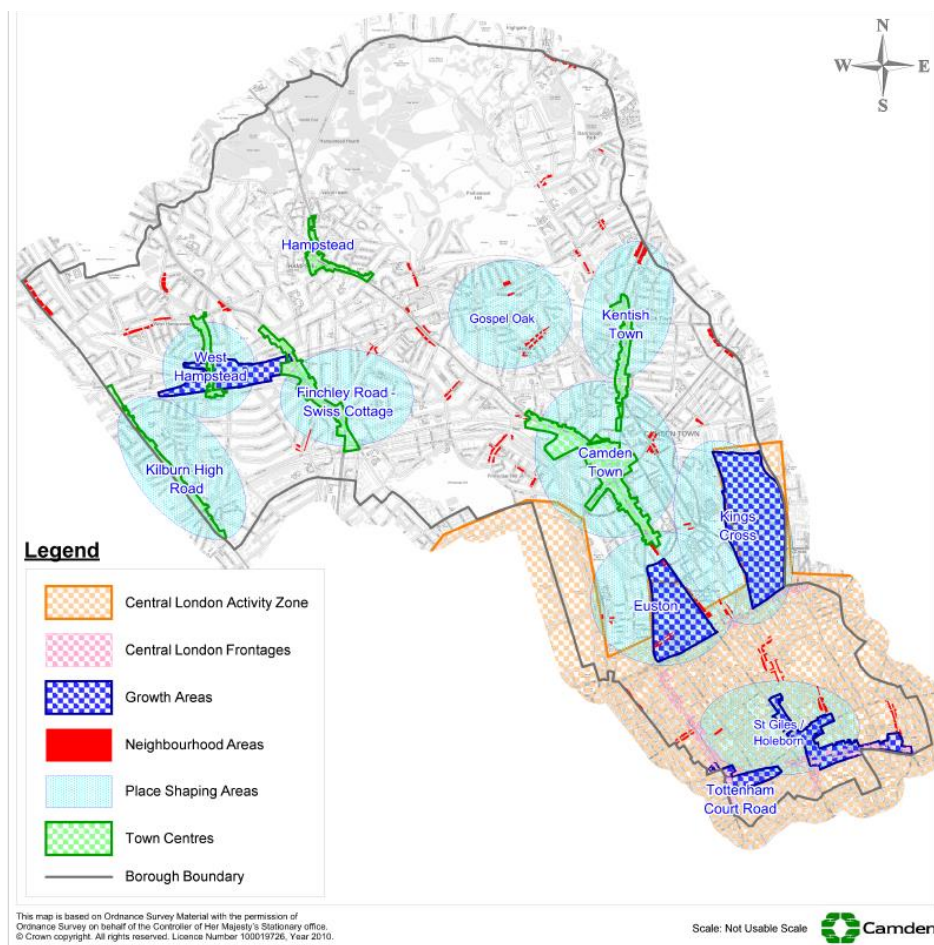 N
W E
S
Hampstead
Gospel Oak
Kentish
Town
West
Hampstead
Finchley Road -
Swiss Cottage
Camden
Town
Kilburn High
Road
Kings
Cross
Euston
St Giles /
Holeborn
Tottenham
Court Road
Legend
Central London Activity Zone
Central London Frontages
Growth Areas
Neighbourhood Areas
Place Shaping Areas
Town Centres
Borough Boundary
This map is based on Ordnance Survey Material with the permission of
Ordnance Survey on behalf of the Controller of Her Majesty's Stationary office.
© Crown copyright. All rights reserved. Licence Number 100019726, Year 2010.
Scale: Not Usable Scale
Camden